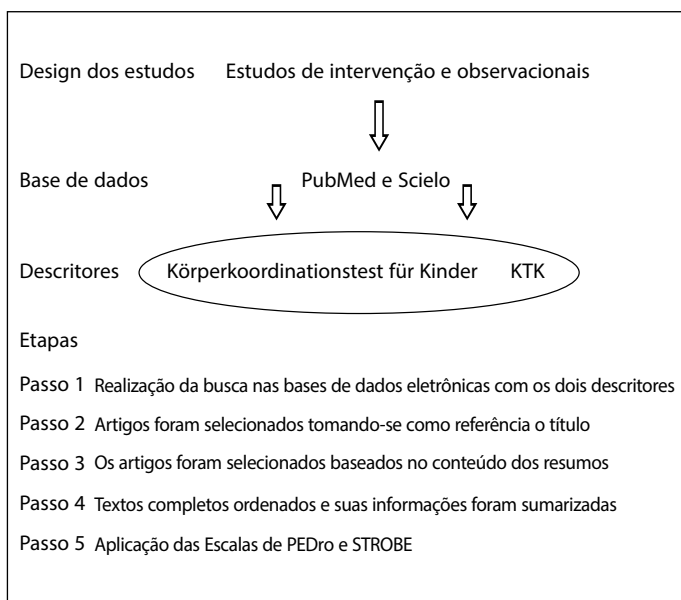 Design dos estudos Estudos de intervenção e observacionais
Base de dados PubMed e Scielo
Descritores Körperkoordinationstest für Kinder KTK
Etapas
Passo 1 Realização da busca nas bases de dados eletrônicas com os dois descritores
Passo 2 Artigos foram selecionados tomando-se como referência o título
Passo 3 Os artigos foram selecionados baseados no conteúdo dos resumos
Passo 4 Textos completos ordenados e suas informações foram sumarizadas
Passo 5 Aplicação das Escalas de PEDro e STROBE